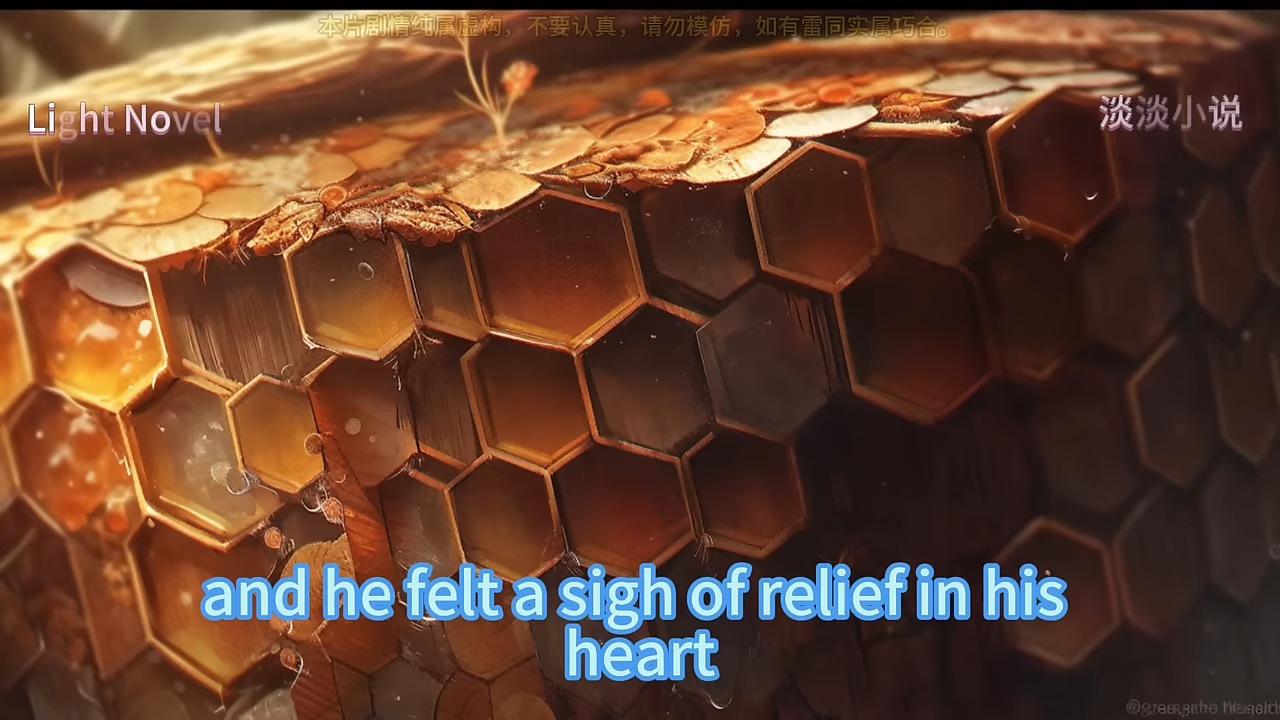 本片剧情纯属虚构，不要认真，请勿模仿，如有雷同实属巧合。
Light Novel
淡淡小说
and he felt a sigh of relief in his
heart